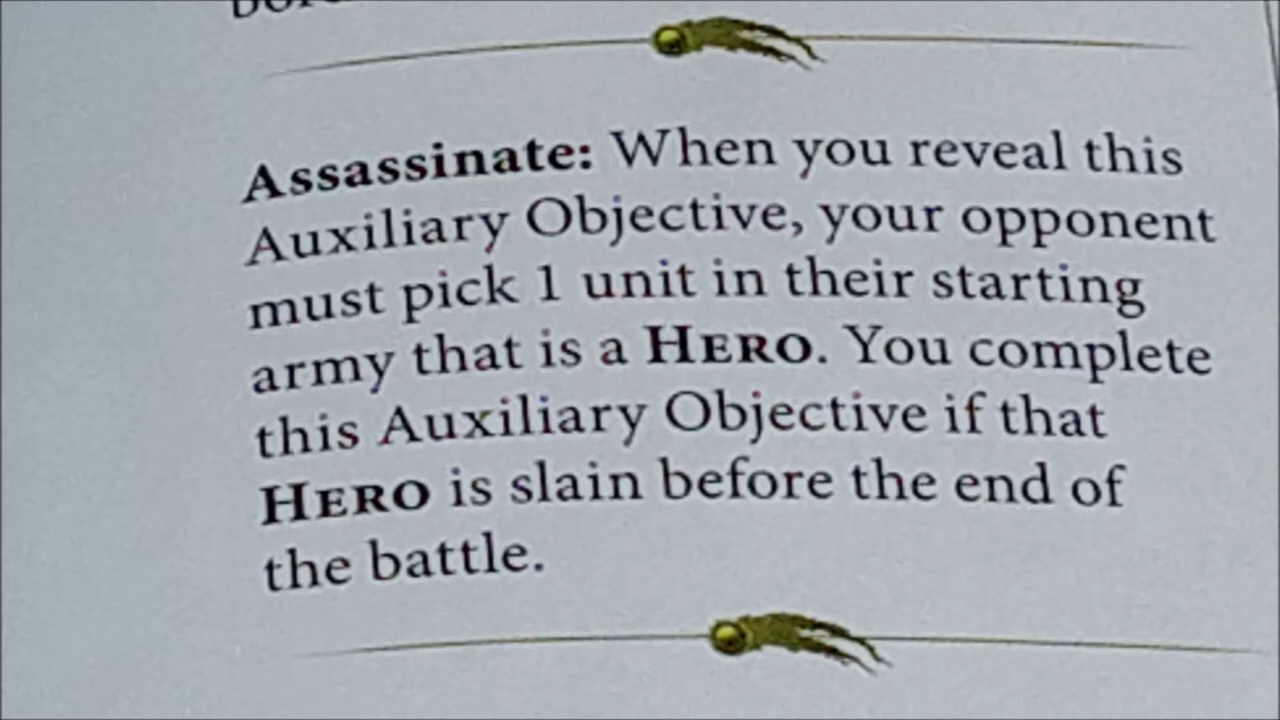 Assassinate: When you reveal this
Auxiliary Objective, your opponent
must pick 1 unit in their starting
army that is a HERO. You complete
this Auxiliary Objective if that
HERO is slain before the end of
the battle.